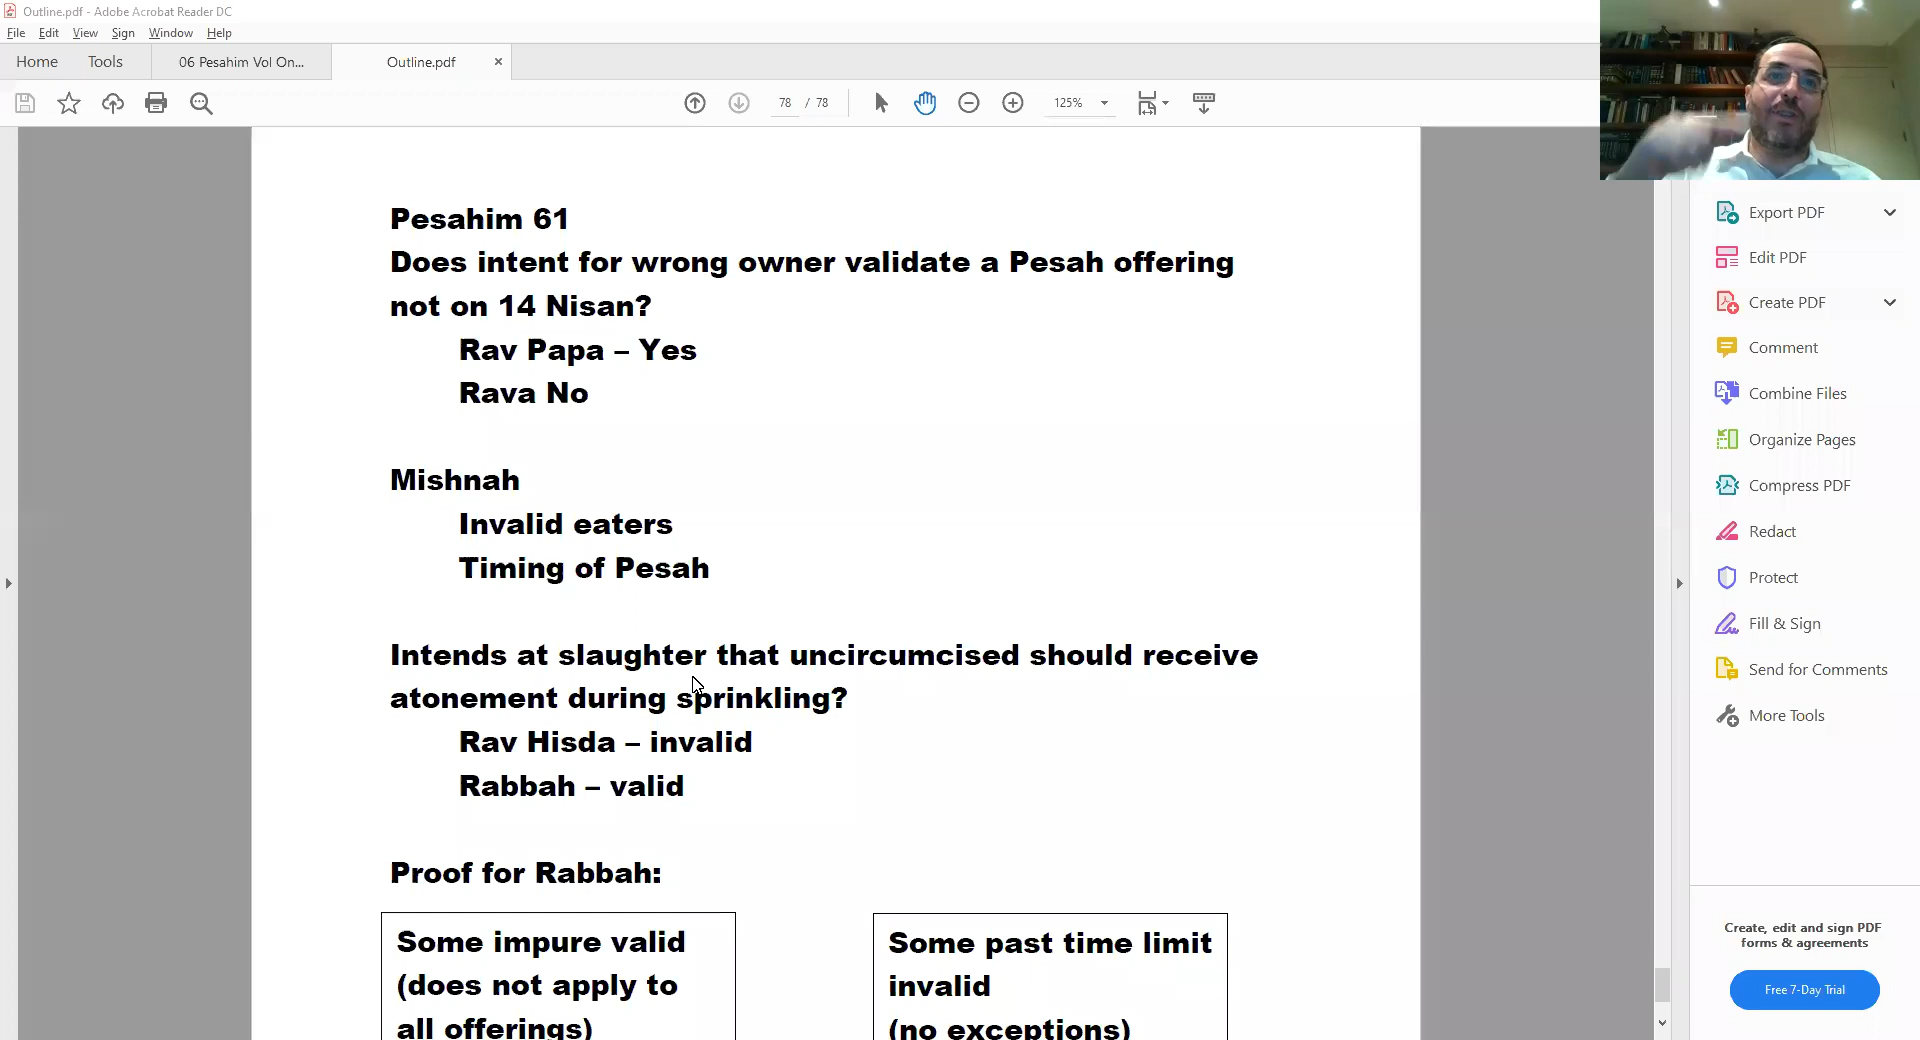 Outline.pdf - Adobe Acrobat Reader DC
File Edit View Sign Window Help
Home Tools 06 Pesahim Vol On... Outline.pdf ×
78 / 78 125%
Pesahim 61
Does intent for wrong owner validate a Pesah offering
not on 14 Nisan?
Rav Papa – Yes
Rava No
Mishnah
Invalid eaters
Timing of Pesah
Intends at slaughter that uncircumcised should receive
atonement during sprinkling?
Rav Hisda – invalid
Rabbah – valid
Proof for Rabbah:
Some impure valid
(does not apply to
all offerings)
Some past time limit
invalid
(no exceptions)
Export PDF
Edit PDF
Create PDF
Comment
Combine Files
Organize Pages
Compress PDF
Redact
Protect
Fill & Sign
Send for Comments
More Tools
Create, edit and sign PDF
forms & agreements
Free 7-Day Trial